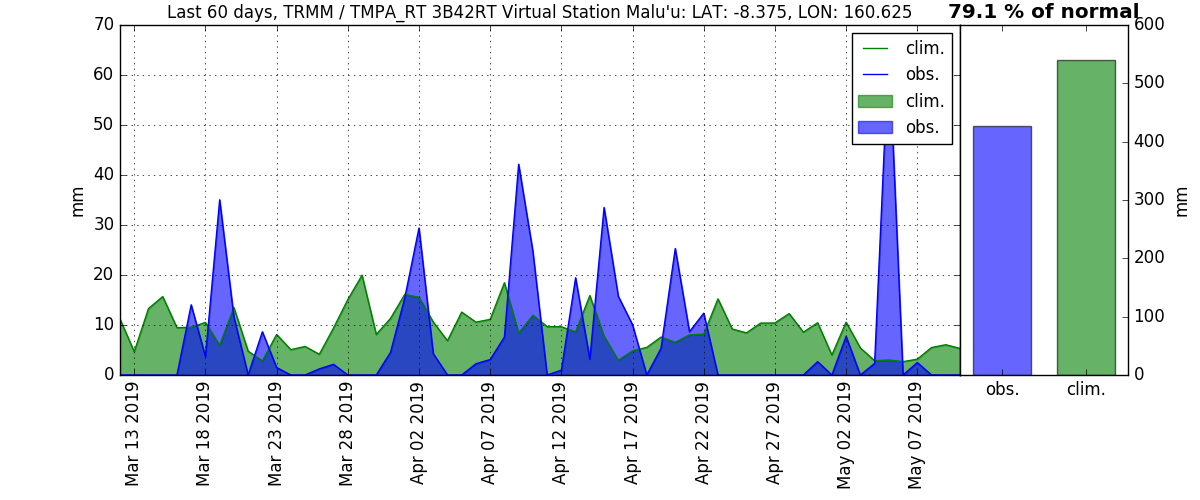 Last 60 days, TRMM / TMPA_RT 3B42RT Virtual Station Malu'u: LAT: -8.375, LON: 160.625
79.1 % of normal
70
60
50
40
30
20
10
0
mm
clim.
obs.
clim.
obs.
600
500
400
300
200
100
0
mm
obs.
clim.
Mar 13 2019
Mar 18 2019
Mar 23 2019
Mar 28 2019
Apr 02 2019
Apr 07 2019
Apr 12 2019
Apr 17 2019
Apr 22 2019
Apr 27 2019
May 02 2019
May 07 2019